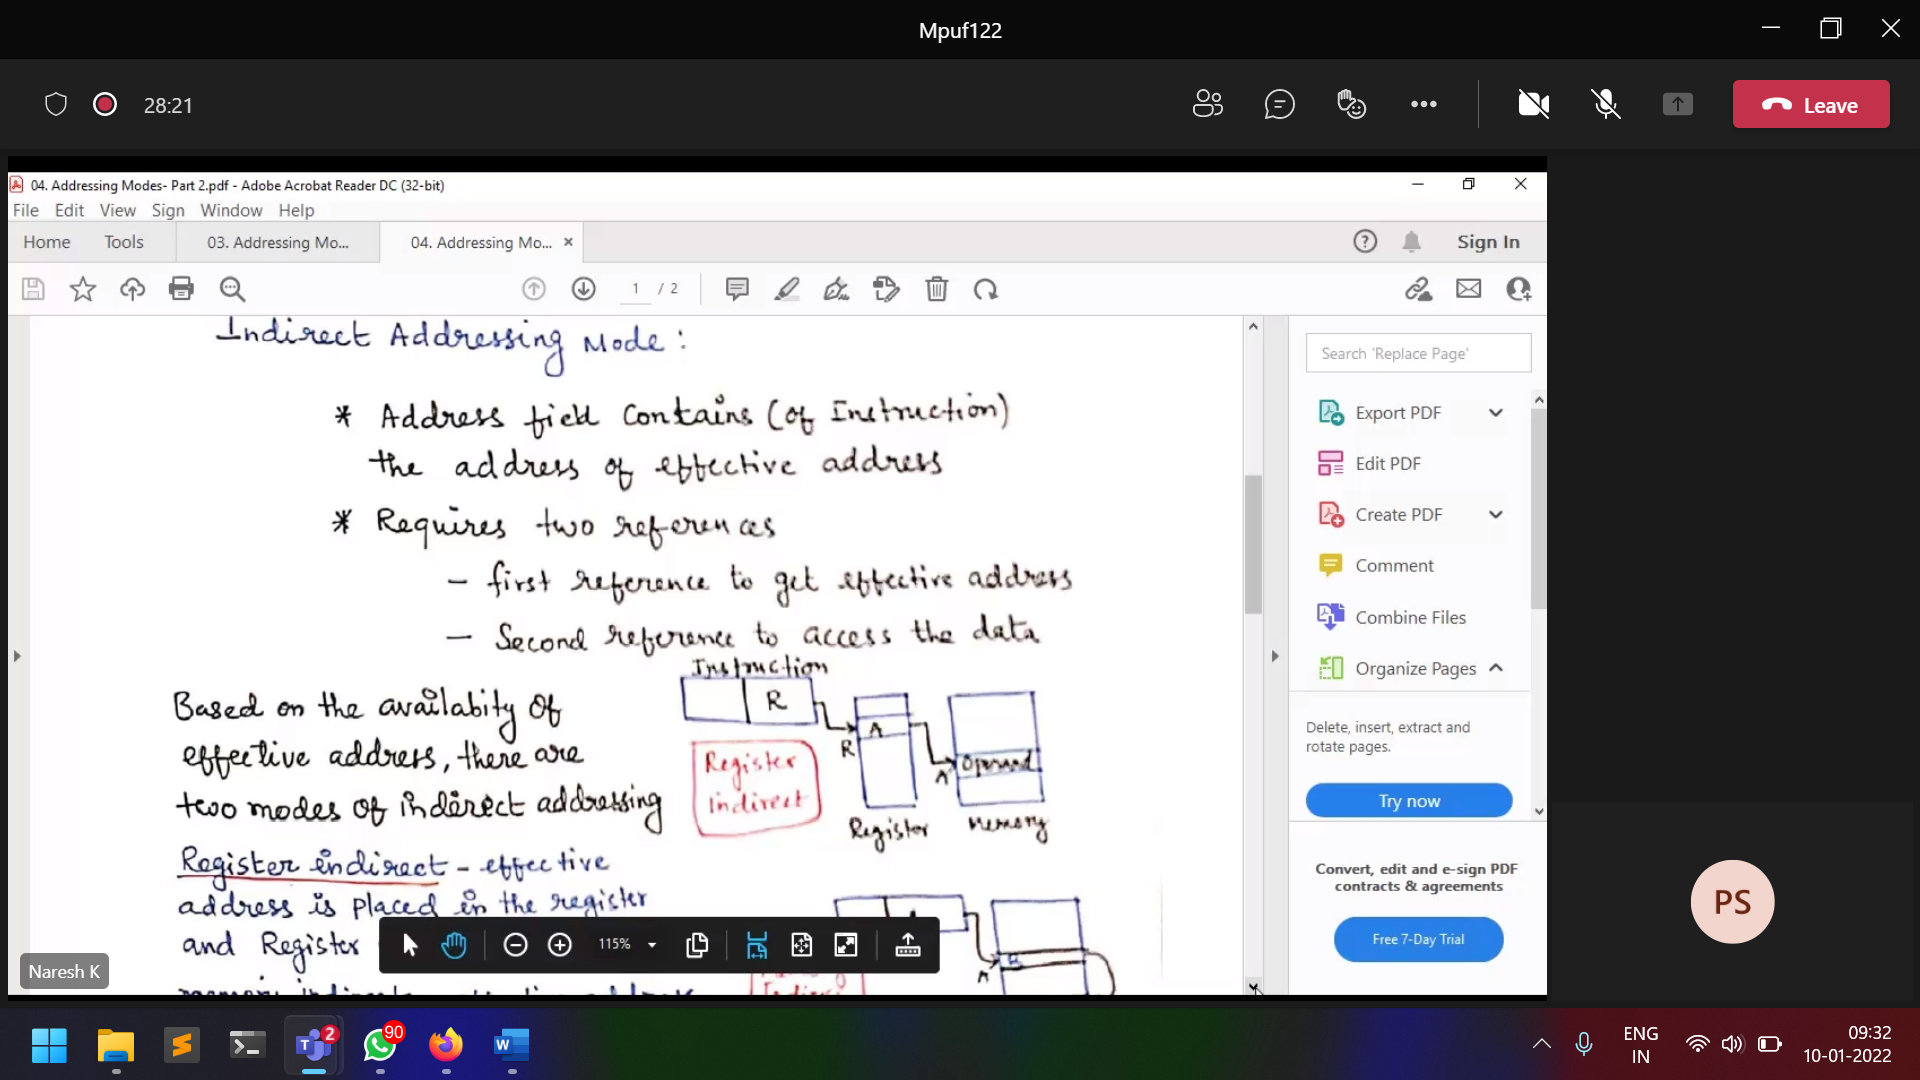 Mpuf122
28:21
Leave
04. Addressing Modes- Part 2.pdf - Adobe Acrobat Reader DC (32-bit)
File Edit View Sign Window Help
Home Tools 03. Addressing Mo... 04. Addressing Mo... × Sign In
1 / 2
Indirect Addressing Mode :
* Address field Contains (of Instruction)
the address of effective address
* Requires two references
- first reference to get effective address
- Second reference to access the data
Instruction
R
A
R
A
Operand
Register
indirect
Register
Memory
Based on the availabity of
effective address, there are
two modes of indirect addressing
Register indirect - effective
address is placed in the register
and Register
memory indirect
Indirect
A
115%
Naresh K
Search 'Replace Page'
Export PDF
Edit PDF
Create PDF
Comment
Combine Files
Organize Pages
Delete, insert, extract and
rotate pages.
Try now
Convert, edit and e-sign PDF
contracts & agreements
Free 7-Day Trial
PS
2
90
ENG
IN
09:32
10-01-2022